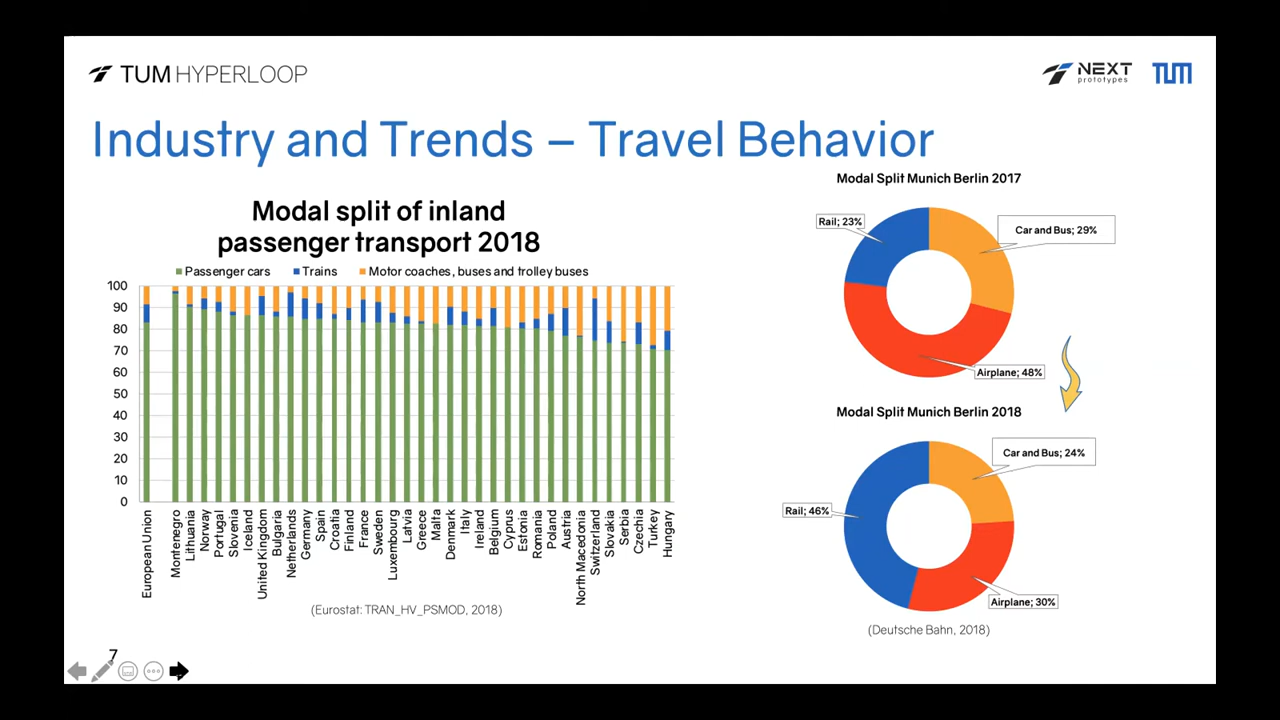 TUM HYPERLOOP
NEXT
prototypes
TUM
Industry and Trends – Travel Behavior
Modal split of inland
passenger transport 2018
Passenger cars
Trains
Motor coaches, buses and trolley buses
100
90
80
70
60
50
40
30
20
10
0
European Union
Montenegro
Lithuania
Norway
Portugal
Slovenia
Iceland
United Kingdom
Bulgaria
Netherlands
Germany
Spain
Croatia
Finland
France
Sweden
Luxembourg
Latvia
Greece
Malta
Denmark
Italy
Ireland
Belgium
Cyprus
Estonia
Romania
Poland
Austria
North Macedonia
Switzerland
Slovakia
Serbia
Czechia
Turkey
Hungary
(Eurostat: TRAN_HV_PSMOD, 2018)
Modal Split Munich Berlin 2017
Rail; 23%
Car and Bus; 29%
Airplane; 48%
Modal Split Munich Berlin 2018
Car and Bus; 24%
Rail; 46%
Airplane; 30%
(Deutsche Bahn, 2018)
7